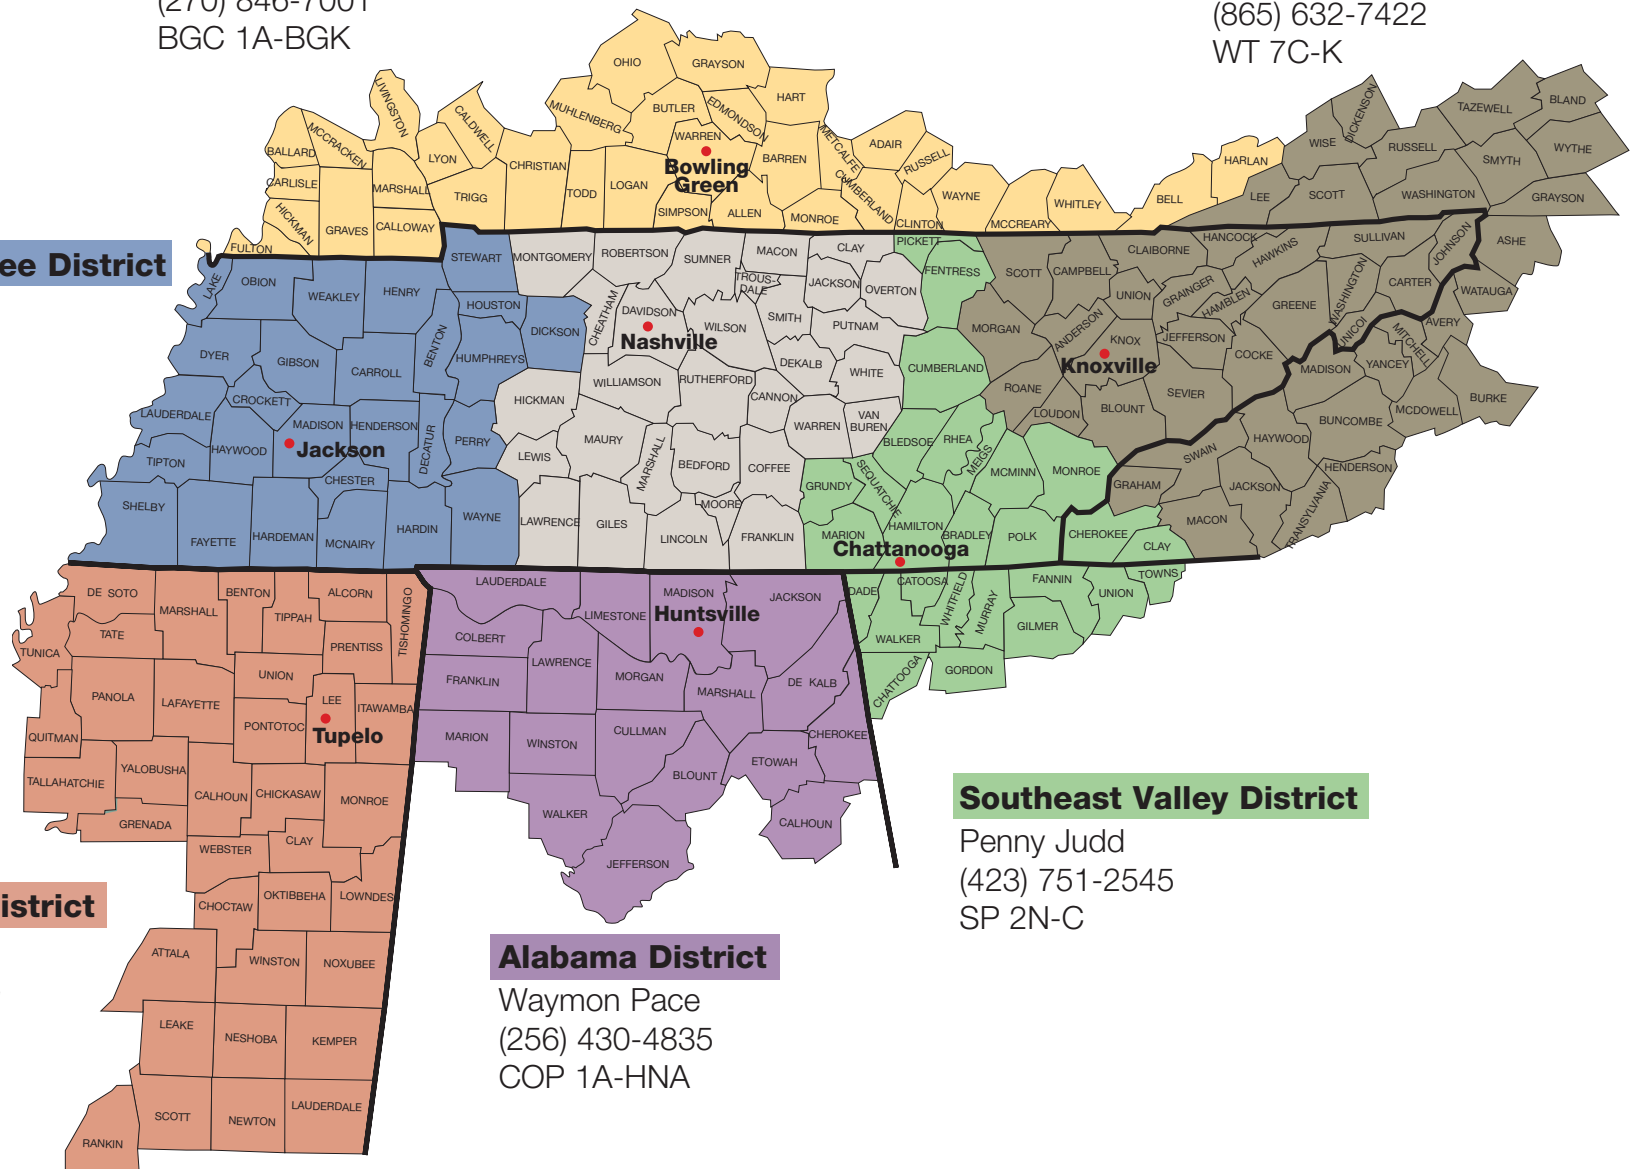 (270) 846-7001
BGC 1A-BGK
(865) 632-7422
WT 7C-K
OHIO
GRAYSON
LIVINGSTON
CALDWELL
MUHLENBERG
BUTLER
EDMONDSON
HART
BALLARD
MCCRACKEN
LYON
CHRISTIAN
WARREN
Bowling
Green
BARREN
METCALFE
ADAIR
RUSSELL
CARLISLE
MARSHALL
TRIGG
TODD
LOGAN
SIMPSON
ALLEN
MONROE
CUMBERLAND
CLINTON
WAYNE
MCCREARY
WHITLEY
BELL
HARLAN
HICKMAN
GRAVES
CALLOWAY
FULTON
WISE
DICKENSON
RUSSELL
TAZEWELL
BLAND
SMYTH
WYTHE
LEE
SCOTT
WASHINGTON
GRAYSON
ee District
LAKE
OBION
WEAKLEY
HENRY
STEWART
HOUSTON
DICKSON
DYER
GIBSON
CARROLL
BENTON
HUMPHREYS
LAUDERDALE
CROCKETT
MADISON
HENDERSON
DECATUR
PERRY
TIPTON
HAYWOOD
Jackson
CHESTER
SHELBY
FAYETTE
HARDEMAN
MCNAIRY
HARDIN
WAYNE
MONTGOMERY
ROBERTSON
SUMNER
MACON
CLAY
TROUS-
DALE
JACKSON
OVERTON
CHEATHAM
DAVIDSON
Nashville
WILSON
SMITH
PUTNAM
DEKALB
WHITE
HICKMAN
WILLIAMSON
RUTHERFORD
CANNON
WARREN
VAN
BUREN
LEWIS
MAURY
MARSHALL
BEDFORD
COFFEE
MOORE
LAWRENCE
GILES
LINCOLN
FRANKLIN
PICKETT
FENTRESS
CUMBERLAND
BLEDSOE
RHEA
MEIGS
MCMINN
MONROE
GRUNDY
SEQUATCHIE
MARION
HAMILTON
BRADLEY
POLK
Chattanooga
CHEROKEE
CLAY
DADE
CATOOSA
WHITFIELD
MURRAY
FANNIN
UNION
TOWNS
WALKER
GILMER
CHATTOOGA
GORDON
SCOTT
CAMPBELL
CLAIBORNE
HANCOCK
HAWKINS
SULLIVAN
JOHNSON
ASHE
MORGAN
ANDERSON
UNION
GRAINGER
HAMBLEN
GREENE
WASHINGTON
CARTER
WATAUGA
KNOX
Knoxville
JEFFERSON
COCKE
UNICOI
MITCHELL
AVERY
ROANE
LOUDON
BLOUNT
SEVIER
MADISON
YANCEY
MCDOWELL
BURKE
BUNCOMBE
SWAIN
HAYWOOD
HENDERSON
GRAHAM
JACKSON
TRANSYLVANIA
MACON
DE SOTO
MARSHALL
BENTON
TIPPAH
ALCORN
TISHOMINGO
TATE
TUNICA
PRENTISS
PANOLA
LAFAYETTE
UNION
LEE
ITAWAMBA
PONTOTOC
Tupelo
QUITMAN
TALLAHATCHIE
YALOBUSHA
CALHOUN
CHICKASAW
MONROE
GRENADA
WEBSTER
CLAY
CHOCTAW
OKTIBBEHA
LOWNDES
ATTALA
WINSTON
NOXUBEE
LEAKE
NESHOBA
KEMPER
SCOTT
NEWTON
LAUDERDALE
RANKIN
istrict
LAUDERDALE
LIMESTONE
MADISON
Huntsville
JACKSON
COLBERT
LAWRENCE
FRANKLIN
MORGAN
MARSHALL
DE KALB
MARION
WINSTON
CULLMAN
CHEROKEE
BLOUNT
ETOWAH
WALKER
CALHOUN
JEFFERSON
Southeast Valley District
Penny Judd
(423) 751-2545
SP 2N-C
Alabama District
Waymon Pace
(256) 430-4835
COP 1A-HNA